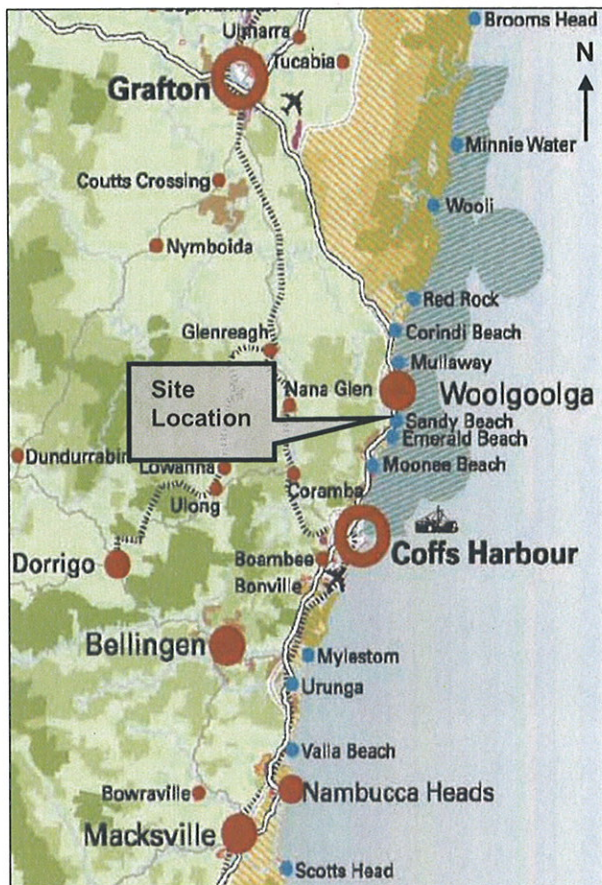 Brooms Head
Ulmarra
Tucabia
N
Grafton
Minnie Water
Coutts Crossing
Wooli
Nymboida
Red Rock
Corindi Beach
Glenreagh
Mullaway
Site
Location
Nana Glen
Woolgoolga
Sandy Beach
Emerald Beach
Moonee Beach
Lowanna
Ulong
Coramba
Coffs Harbour
Boambee
Dorrigo
Bonville
Bellingen
Mylestom
Urunga
Valla Beach
Bowraville
Nambucca Heads
Macksville
Scotts Head